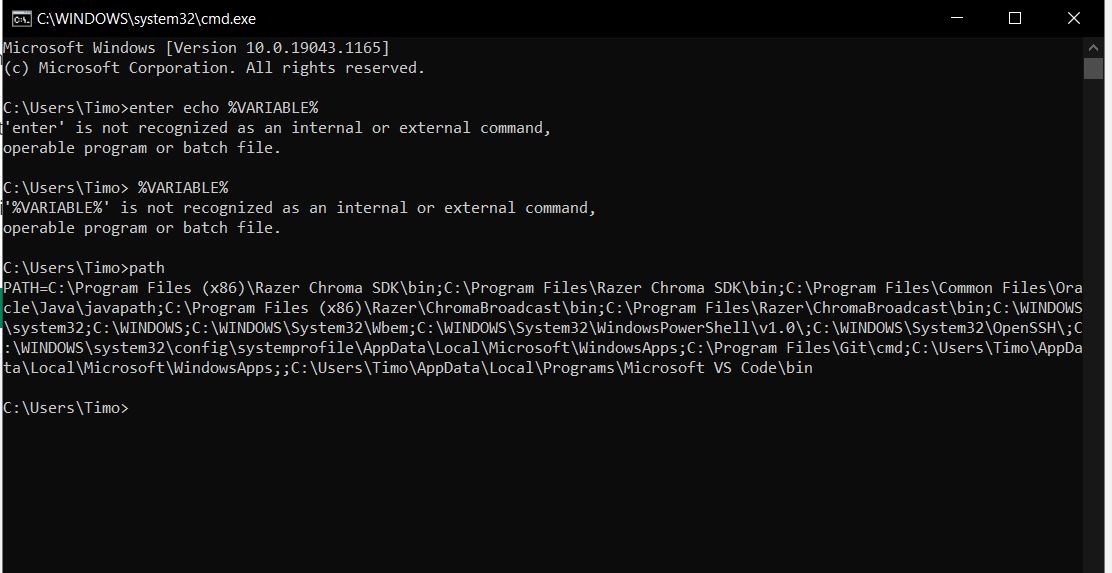 C:\WINDOWS\system32\cmd.exe
Microsoft Windows [Version 10.0.19043.1165]
(c) Microsoft Corporation. All rights reserved.
C:\Users\Timo>enter echo %VARIABLE%
'enter' is not recognized as an internal or external command,
operable program or batch file.
C:\Users\Timo> %VARIABLE%
'%VARIABLE%' is not recognized as an internal or external command,
operable program or batch file.
C:\Users\Timo>path
PATH=C:\Program Files (x86)\Razer Chroma SDK\bin;C:\Program Files\Razer Chroma SDK\bin;C:\Program Files\Common Files\Ora
cle\Java\javapath;C:\Program Files (x86)\Razer\ChromaBroadcast\bin;C:\Program Files\Razer\ChromaBroadcast\bin;C:\WINDOWS
\system32;C:\WINDOWS;C:\WINDOWS\System32\Wbem;C:\WINDOWS\System32\WindowsPowerShell\v1.0\;C:\WINDOWS\System32\OpenSSH\;C
:\WINDOWS\system32\config\systemprofile\AppData\Local\Microsoft\WindowsApps;C:\Program Files\Git\cmd;C:\Users\Timo\AppDa
ta\Local\Microsoft\WindowsApps;;C:\Users\Timo\AppData\Local\Programs\Microsoft VS Code\bin
C:\Users\Timo>